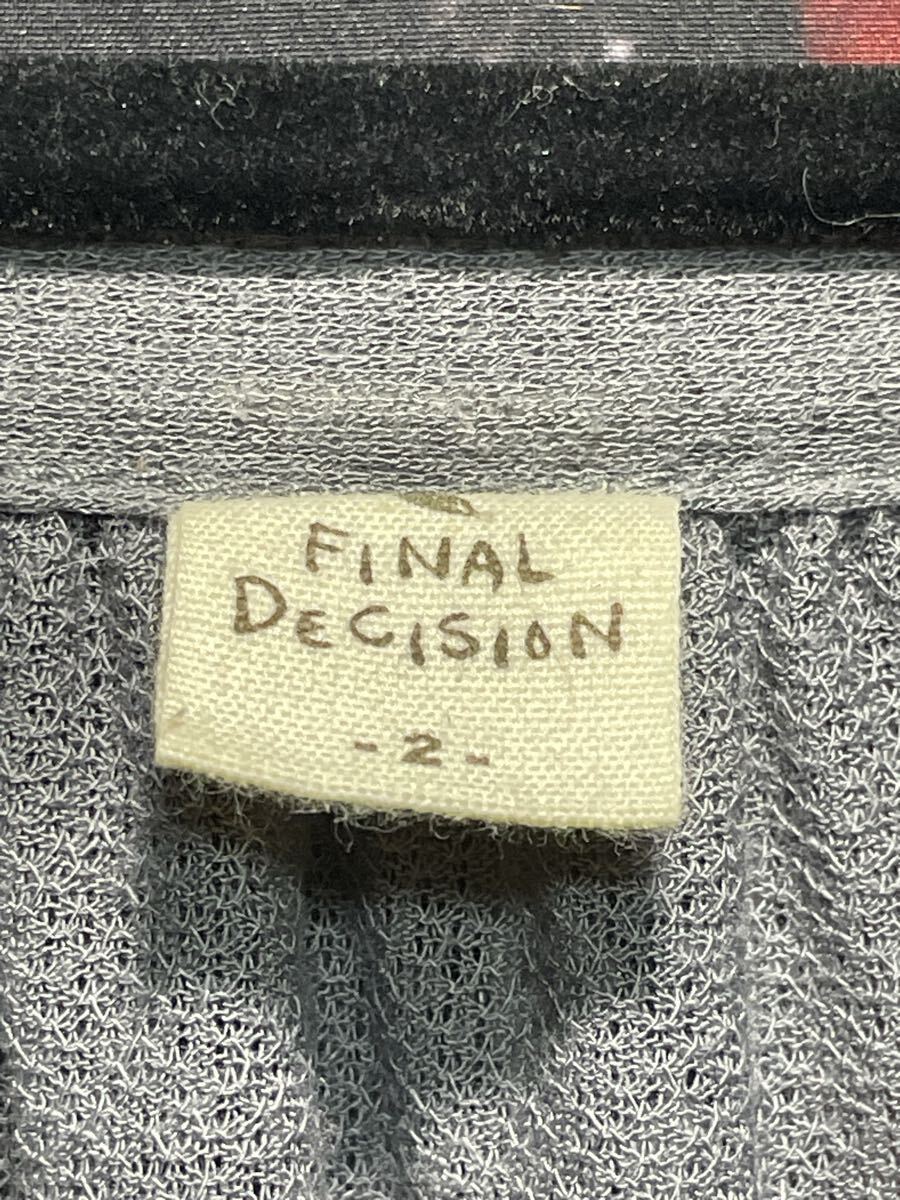 FINAL
DECISION
- 2 -